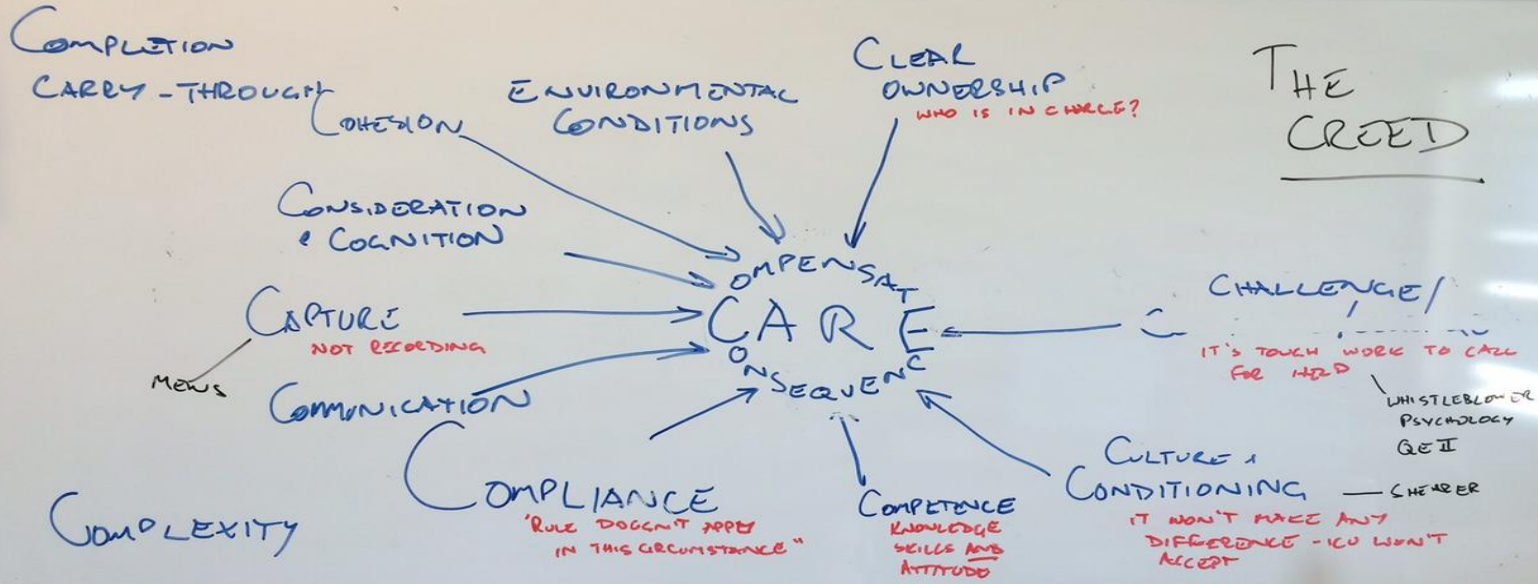 COMPLETION
CARRY-THROUGH
COHESION
ENVIRONMENTAL
CONDITIONS
CLEAR
OWNERSHIP
WHO IS IN CHARGE?
THE
CREED
CONSIDERATION
& COGNITION
CAPTURE
NOT RECORDING
MEWS
COMMUNICATION
OMPENSAT
CARE
ONSEQUENC
CHALLENGE/
C
IT'S TOUGH WORK TO CALL
FOR HELP
WHISTLEBLOWER
PSYCHOLOGY
QE II
COMPLIANCE
'RULE DOESN'T APPLY
IN THIS CIRCUMSTANCE"
COMPETENCE
KNOWLEDGE
SKILLS AND
ATTITUDE
CULTURE &
CONDITIONING
SHEARER
IT WON'T MAKE ANY
DIFFERENCE - ICU WON'T
ACCEPT
COMPLEXITY